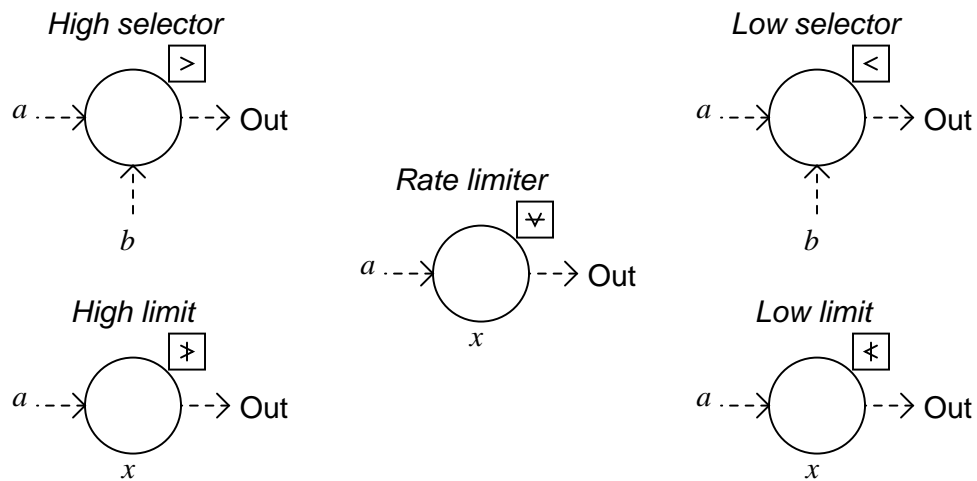 High selector
>
a
Out
b
Low selector
<
a
Out
b
Rate limiter
a
Out
x
High limit
≯
a
Out
x
Low limit
≮
a
Out
x